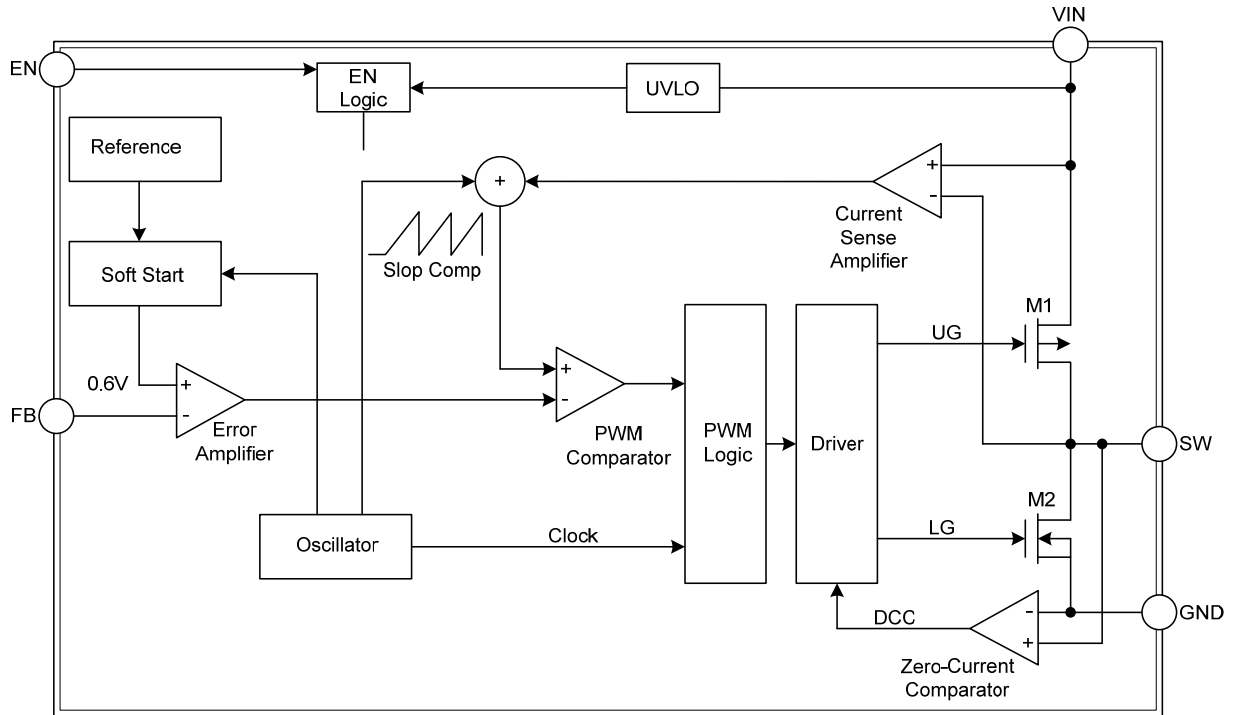 VIN
EN
EN
Logic
UVLO
Reference
+
+
-
Current
Sense
Amplifier
Slop Comp
Soft Start
M1
UG
0.6V
+
-
+
-
FB
Error
Amplifier
PWM
Comparator
PWM
Logic
Driver
SW
M2
LG
Oscillator
Clock
DCC
-
+
GND
Zero-Current
Comparator